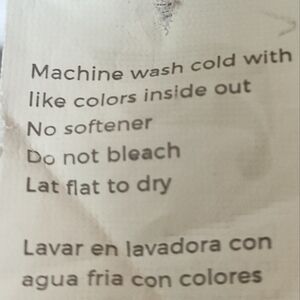 Machine wash cold with
like colors inside out
No softener
Do not bleach
Lat flat to dry
Lavar en lavadora con
agua fria con colores